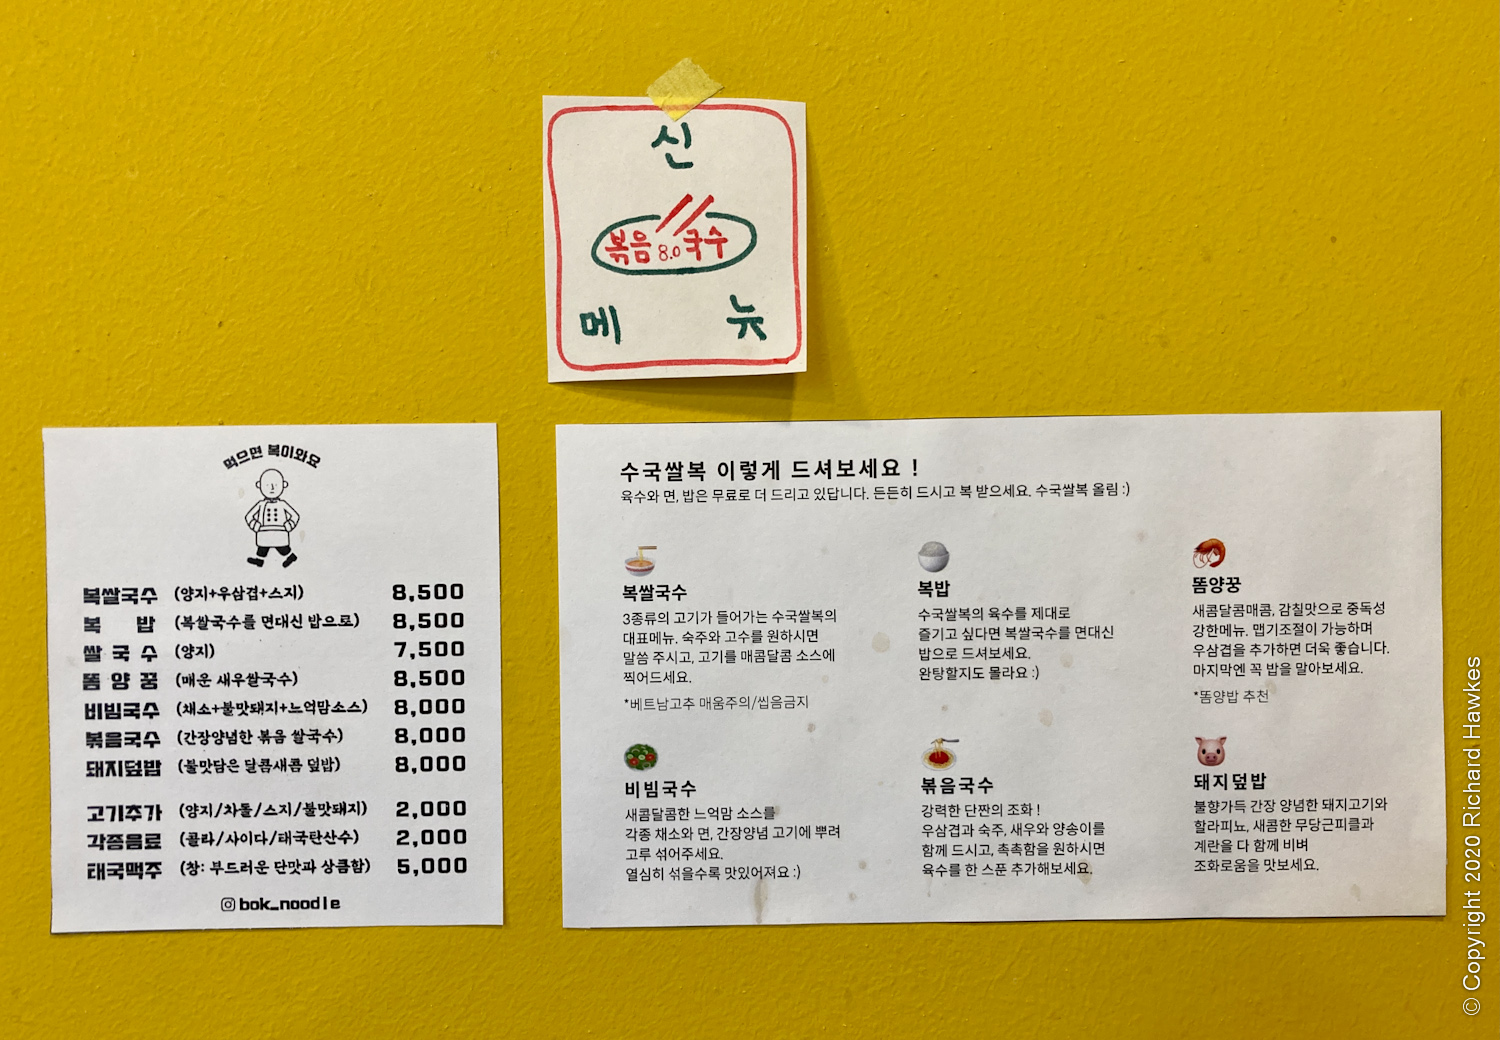 신
볶음 8.0 국수
메 뉴
먹으면 복이와요
복쌀국수 (양지+우삼겹+스지) 8,500
복 밥 (복쌀국수를 면대신 밥으로) 8,500
쌀 국 수 (양지) 7,500
똠 양 꿍 (매운 새우쌀국수) 8,500
비빔국수 (채소+불맛돼지+느억맘소스) 8,000
볶음국수 (간장양념한 볶음 쌀국수) 8,000
돼지덮밥 (불맛담은 달콤새콤 덮밥) 8,000
고기추가 (양지/차돌/스지/불맛돼지) 2,000
각종음료 (콜라/사이다/태국탄산수) 2,000
태국맥주 (창: 부드러운 단맛과 상큼함) 5,000
bok_noodle
수국쌀복 이렇게 드셔보세요 !
육수와 면, 밥은 무료로 더 드리고 있답니다. 든든히 드시고 복 받으세요. 수국쌀복 올림 :)
복쌀국수
3종류의 고기가 들어가는 수국쌀복의
대표메뉴. 숙주와 고수를 원하시면
말씀 주시고, 고기를 매콤달콤 소스에
찍어드세요.
*베트남고추 매움주의/씹음금지
복밥
수국쌀복의 육수를 제대로
즐기고 싶다면 복쌀국수를 면대신
밥으로 드셔보세요.
완탕할지도 몰라요 :)
똠양꿍
새콤달콤매콤, 감칠맛으로 중독성
강한메뉴. 맵기조절이 가능하며
우삼겹을 추가하면 더욱 좋습니다.
마지막엔 꼭 밥을 말아보세요.
*똠양밥 추천
비빔국수
새콤달콤한 느억맘 소스를
각종 채소와 면, 간장양념 고기에 뿌려
고루 섞어주세요.
열심히 섞을수록 맛있어져요 :)
볶음국수
강력한 단짠의 조화 !
우삼겹과 숙주, 새우와 양송이를
함께 드시고, 촉촉함을 원하시면
육수를 한 스푼 추가해보세요.
돼지덮밥
불향가득 간장 양념한 돼지고기와
할라피뇨, 새콤한 무당근피클과
계란을 다 함께 비벼
조화로움을 맛보세요.
© Copyright 2020 Richard Hawkes